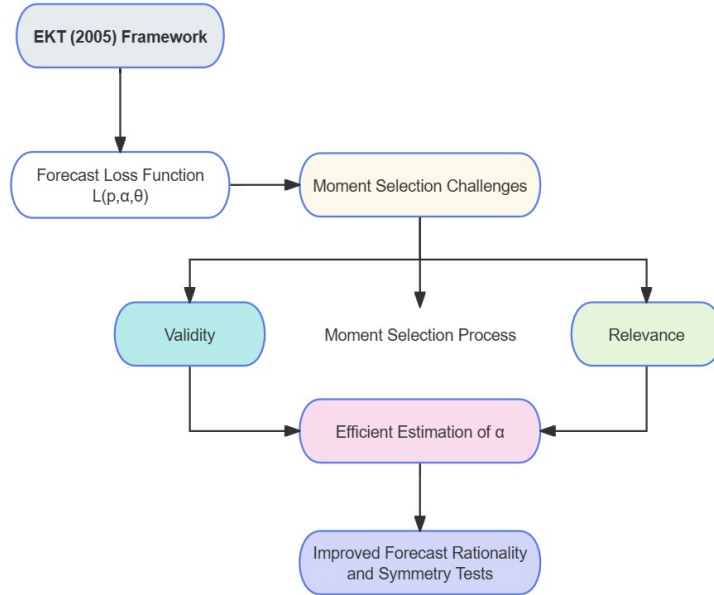 EKT (2005) Framework
Forecast Loss Function
L(p,α,θ)
Moment Selection Challenges
Validity
Moment Selection Process
Relevance
Efficient Estimation of α
Improved Forecast Rationality
and Symmetry Tests